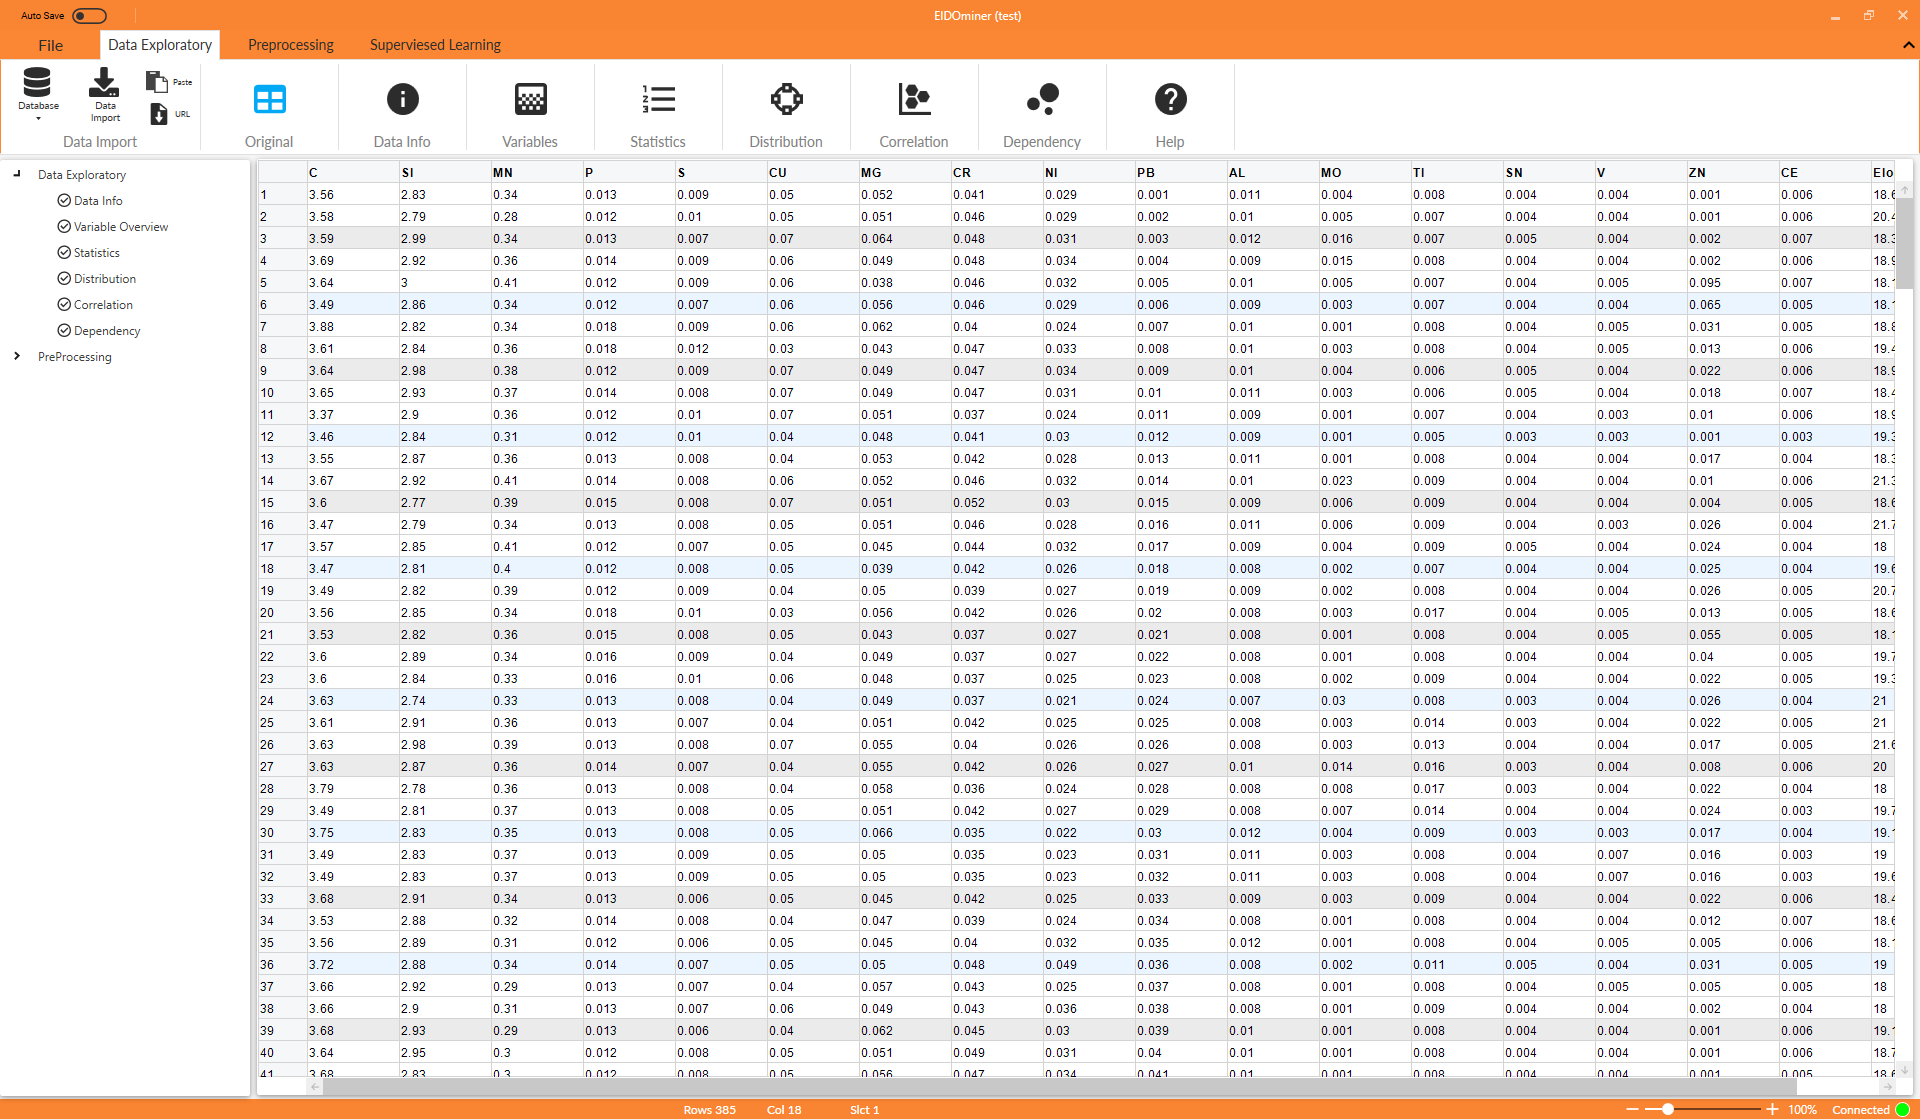 Auto Save
EIDOminer (test)
File
Data Exploratory
Preprocessing
Superviesed Learning
Database
Data Import
Paste
URL
Data Import
Original
Data Info
Variables
Statistics
Distribution
Correlation
Dependency
Help
Data Exploratory
Data Info
Variable Overview
Statistics
Distribution
Correlation
Dependency
PreProcessing
C SI MN P S CU MG CR NI PB AL MO TI SN V ZN CE Elo
1 3.56 2.83 0.34 0.013 0.009 0.05 0.052 0.041 0.029 0.001 0.011 0.004 0.008 0.004 0.004 0.001 0.006 18.6
2 3.58 2.79 0.28 0.012 0.01 0.05 0.051 0.046 0.029 0.002 0.01 0.005 0.007 0.004 0.004 0.001 0.006 20.4
3 3.59 2.99 0.34 0.013 0.007 0.07 0.064 0.048 0.031 0.003 0.012 0.016 0.007 0.005 0.004 0.002 0.007 18.3
4 3.69 2.92 0.36 0.014 0.009 0.06 0.049 0.048 0.034 0.004 0.009 0.015 0.008 0.004 0.004 0.002 0.006 18.9
5 3.64 3 0.41 0.012 0.009 0.06 0.038 0.046 0.032 0.005 0.01 0.005 0.007 0.004 0.005 0.095 0.007 18.1
6 3.49 2.86 0.34 0.012 0.007 0.06 0.056 0.046 0.029 0.006 0.009 0.003 0.007 0.004 0.004 0.065 0.005 18.1
7 3.88 2.82 0.34 0.018 0.009 0.06 0.062 0.04 0.024 0.007 0.01 0.001 0.008 0.004 0.005 0.031 0.005 18.8
8 3.61 2.84 0.36 0.018 0.012 0.03 0.043 0.047 0.033 0.008 0.01 0.003 0.008 0.004 0.005 0.013 0.006 19.4
9 3.64 2.98 0.38 0.012 0.009 0.07 0.049 0.047 0.034 0.009 0.01 0.004 0.006 0.005 0.004 0.022 0.006 18.9
10 3.65 2.93 0.37 0.014 0.008 0.07 0.049 0.047 0.031 0.01 0.011 0.003 0.006 0.005 0.004 0.018 0.007 18.4
11 3.37 2.9 0.36 0.012 0.01 0.07 0.051 0.037 0.024 0.011 0.009 0.001 0.007 0.004 0.003 0.01 0.006 18.9
12 3.46 2.84 0.31 0.012 0.01 0.04 0.048 0.041 0.03 0.012 0.009 0.001 0.005 0.003 0.003 0.001 0.003 19.3
13 3.55 2.87 0.36 0.013 0.008 0.04 0.053 0.042 0.028 0.013 0.011 0.001 0.008 0.004 0.004 0.017 0.004 18.3
14 3.67 2.92 0.41 0.014 0.008 0.06 0.052 0.046 0.032 0.014 0.01 0.023 0.009 0.004 0.004 0.01 0.006 21.3
15 3.6 2.77 0.39 0.015 0.008 0.07 0.051 0.052 0.03 0.015 0.009 0.006 0.009 0.004 0.004 0.004 0.005 18.6
16 3.47 2.79 0.34 0.013 0.008 0.05 0.051 0.046 0.028 0.016 0.011 0.006 0.009 0.004 0.003 0.026 0.004 21.7
17 3.57 2.85 0.41 0.012 0.007 0.05 0.045 0.044 0.032 0.017 0.009 0.004 0.009 0.005 0.004 0.024 0.004 18
18 3.47 2.81 0.4 0.012 0.008 0.05 0.039 0.042 0.026 0.018 0.008 0.002 0.007 0.004 0.004 0.025 0.004 19.6
19 3.49 2.82 0.39 0.012 0.009 0.04 0.05 0.039 0.027 0.019 0.009 0.002 0.008 0.004 0.004 0.026 0.005 20.7
20 3.56 2.85 0.34 0.018 0.01 0.03 0.056 0.042 0.026 0.02 0.008 0.003 0.017 0.004 0.005 0.013 0.005 18.6
21 3.53 2.82 0.36 0.015 0.008 0.05 0.043 0.037 0.027 0.021 0.008 0.001 0.008 0.004 0.005 0.055 0.005 18.1
22 3.6 2.89 0.34 0.016 0.009 0.04 0.049 0.037 0.027 0.022 0.008 0.001 0.008 0.004 0.004 0.04 0.005 19.7
23 3.6 2.84 0.33 0.016 0.01 0.06 0.048 0.037 0.025 0.023 0.008 0.002 0.009 0.004 0.004 0.022 0.005 19.3
24 3.63 2.74 0.33 0.013 0.008 0.04 0.049 0.037 0.021 0.024 0.007 0.03 0.008 0.003 0.004 0.026 0.004 21
25 3.61 2.91 0.36 0.013 0.007 0.04 0.051 0.042 0.025 0.025 0.008 0.003 0.014 0.003 0.004 0.022 0.005 21
26 3.63 2.98 0.39 0.013 0.008 0.07 0.055 0.04 0.026 0.026 0.008 0.003 0.013 0.004 0.004 0.017 0.005 21.6
27 3.63 2.87 0.36 0.014 0.007 0.04 0.055 0.042 0.026 0.027 0.01 0.014 0.016 0.003 0.004 0.008 0.006 20
28 3.79 2.78 0.36 0.013 0.008 0.04 0.058 0.036 0.024 0.028 0.008 0.008 0.017 0.003 0.004 0.022 0.004 18
29 3.49 2.81 0.37 0.013 0.008 0.05 0.051 0.042 0.027 0.029 0.008 0.007 0.014 0.004 0.004 0.024 0.003 19.7
30 3.75 2.83 0.35 0.013 0.008 0.05 0.066 0.035 0.022 0.03 0.012 0.004 0.009 0.003 0.003 0.017 0.004 19.1
31 3.49 2.83 0.37 0.013 0.009 0.05 0.05 0.035 0.023 0.031 0.011 0.003 0.008 0.004 0.007 0.016 0.003 19
32 3.49 2.83 0.37 0.013 0.009 0.05 0.05 0.035 0.023 0.032 0.011 0.003 0.008 0.004 0.007 0.016 0.003 19.6
33 3.68 2.91 0.34 0.013 0.006 0.05 0.045 0.042 0.025 0.033 0.009 0.003 0.009 0.004 0.004 0.022 0.006 18.4
34 3.53 2.88 0.32 0.014 0.008 0.04 0.047 0.039 0.024 0.034 0.008 0.001 0.008 0.004 0.004 0.012 0.007 18.6
35 3.56 2.89 0.31 0.012 0.006 0.05 0.045 0.04 0.032 0.035 0.012 0.001 0.008 0.004 0.005 0.005 0.006 18.1
36 3.72 2.88 0.34 0.014 0.007 0.05 0.05 0.048 0.049 0.036 0.008 0.002 0.011 0.005 0.004 0.031 0.005 19
37 3.66 2.92 0.29 0.013 0.007 0.04 0.057 0.043 0.025 0.037 0.008 0.001 0.008 0.004 0.005 0.005 0.005 18
38 3.66 2.9 0.31 0.013 0.007 0.06 0.049 0.043 0.036 0.038 0.008 0.001 0.009 0.004 0.004 0.002 0.004 18
39 3.68 2.93 0.29 0.013 0.006 0.04 0.062 0.045 0.03 0.039 0.01 0.001 0.008 0.004 0.004 0.001 0.006 19.1
40 3.64 2.95 0.3 0.012 0.008 0.05 0.051 0.049 0.031 0.04 0.01 0.001 0.008 0.004 0.004 0.001 0.006 18.7
41 3.68 2.83 0.3 0.012 0.008 0.05 0.056 0.047 0.034 0.041 0.01 0.001 0.008 0.004 0.004 0.001 0.005 18.6
Rows 385
Col 18
Slct 1
100%
Connected